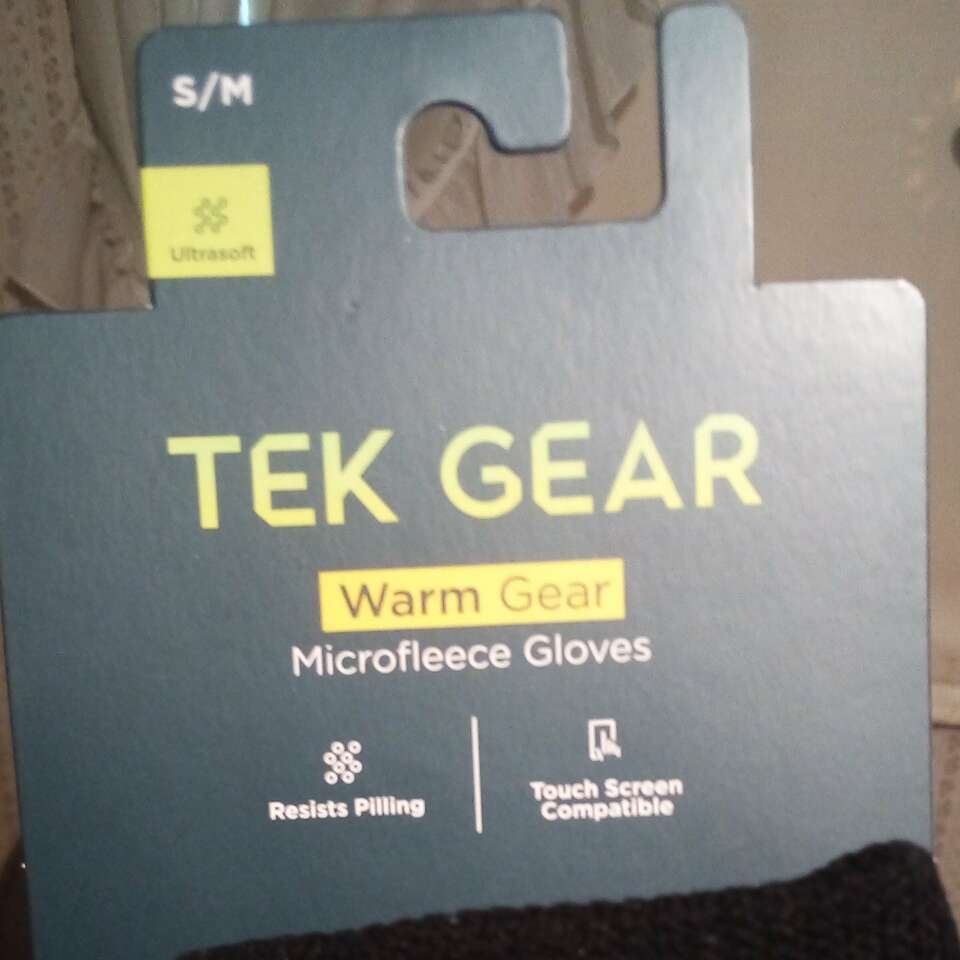 S/M
Ultrasoft
TEK GEAR
Warm Gear
Microfleece Gloves
Resists Pilling
Touch Screen
Compatible